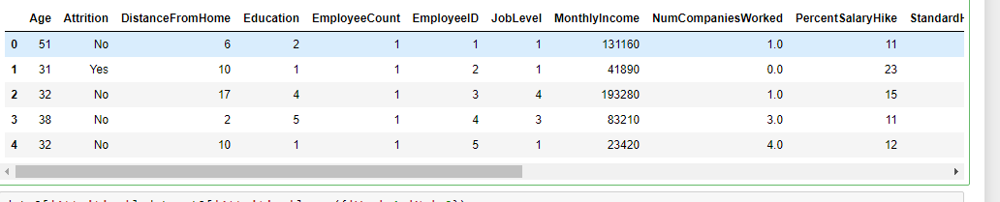 Age Attrition DistanceFromHome Education EmployeeCount EmployeeID JobLevel MonthlyIncome NumCompaniesWorked PercentSalaryHike
0 51 No 6 2 1 1 1 131160 1.0 11
1 31 Yes 10 1 1 2 1 41890 0.0 23
2 32 No 17 4 1 3 4 193280 1.0 15
3 38 No 2 5 1 4 3 83210 3.0 11
4 32 No 10 1 1 5 1 23420 4.0 12